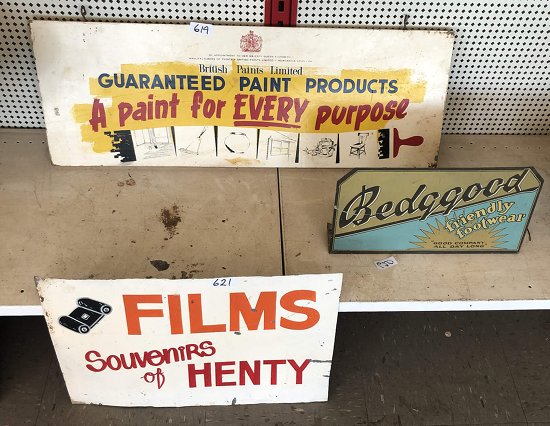 619
British Paints Limited
GUARANTEED PAINT PRODUCTS
A paint for EVERY purpose
Bedggood
friendly
footwear
GOOD COMPANY
ALL DAY LONG
621
FILMS
Souvenirs
of HENTY